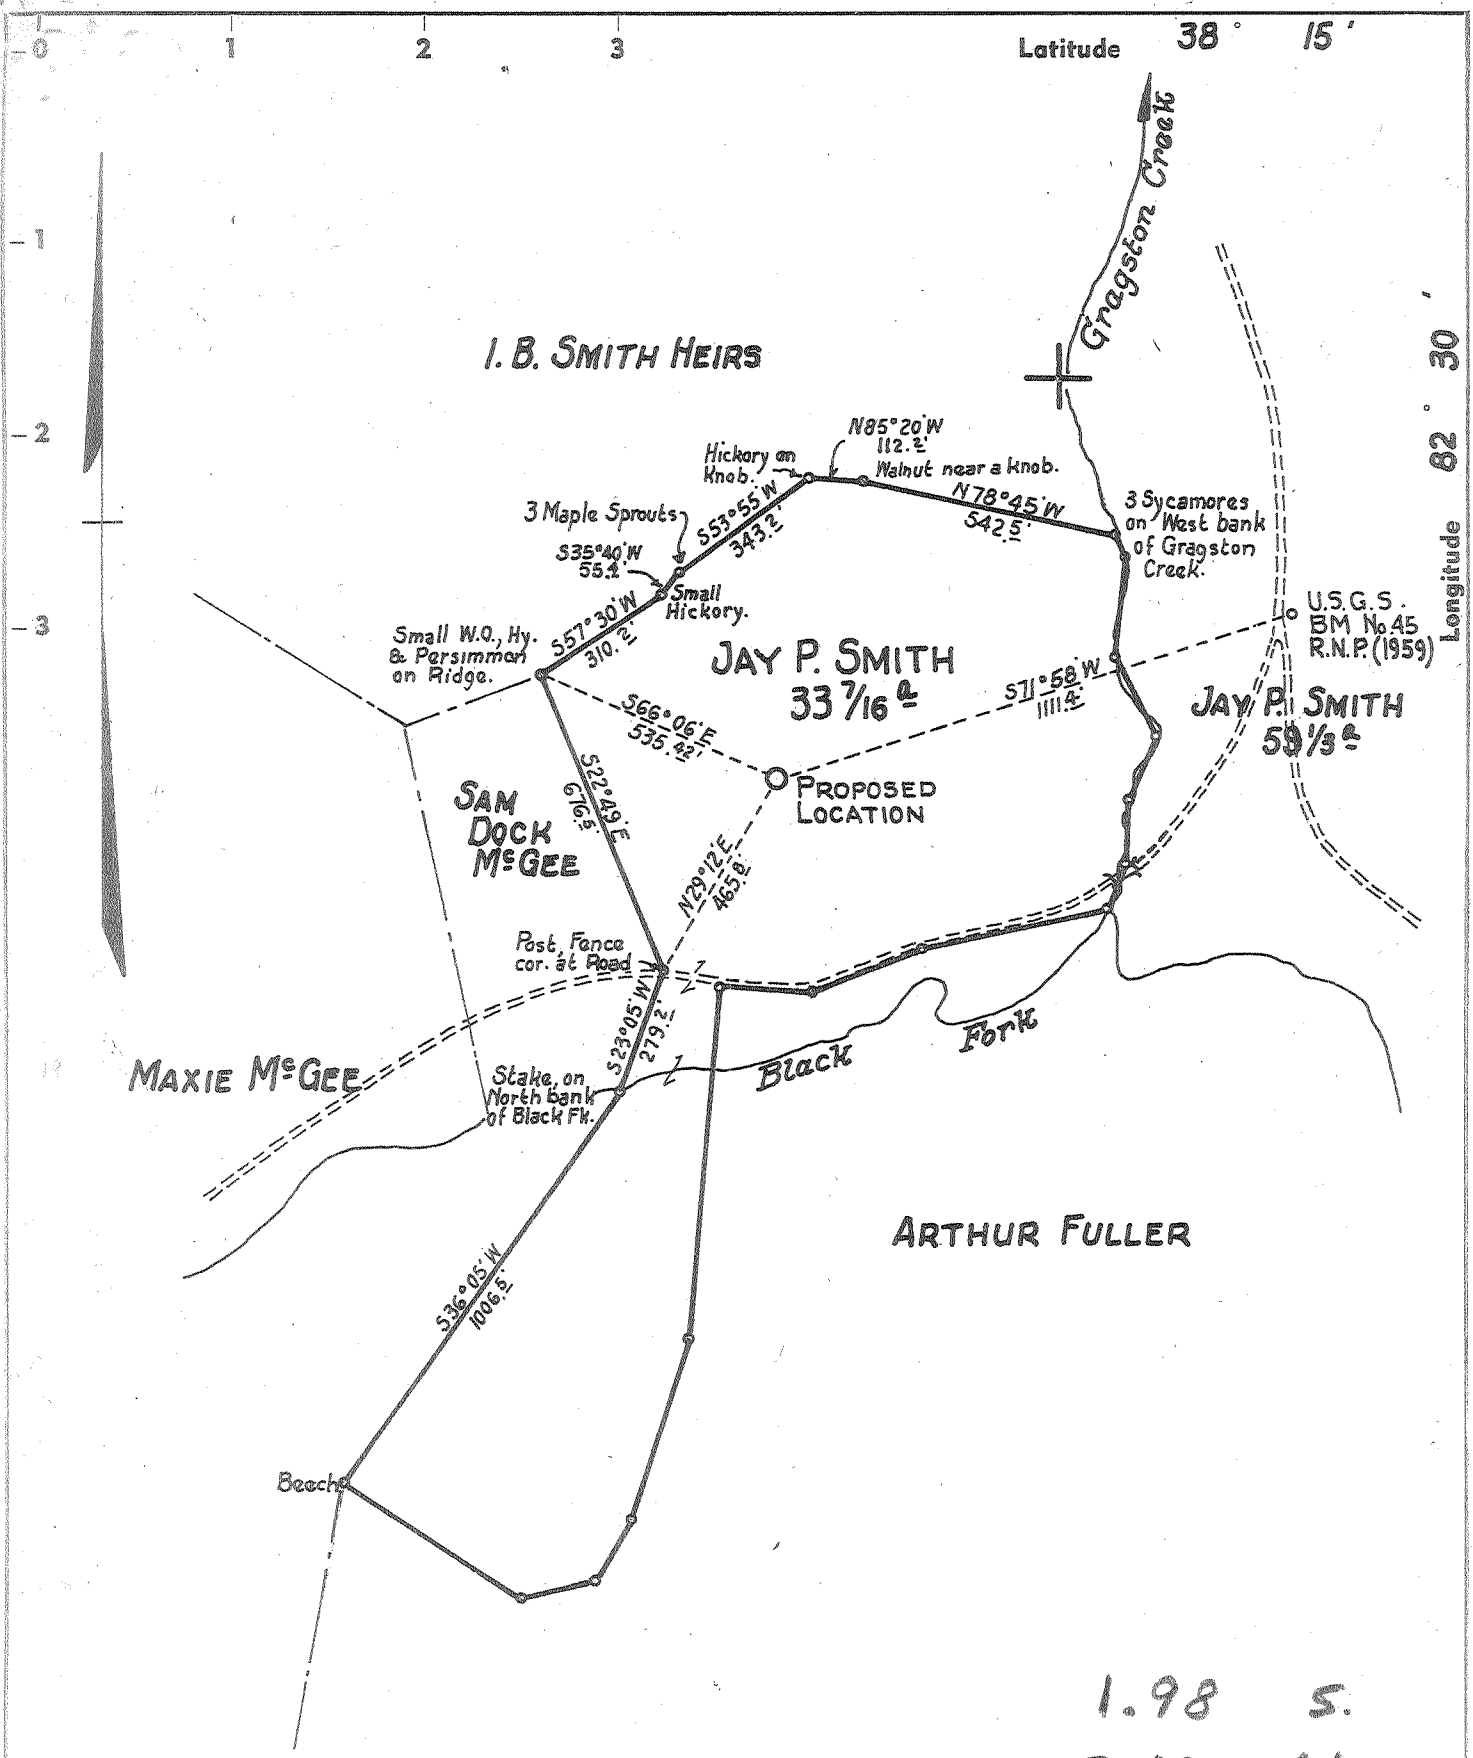 -0
1
2
3
Latitude 38° 15'
-1
-2
-3
Longitude 82° 30'
Gragston Creek
I. B. SMITH HEIRS
N85°20'W
112.2'
Hickory on
Knob.
Walnut near a knob.
N78°45'W
542.5'
3 Sycamores
on West bank
of Gragston
Creek.
3 Maple Sprouts
S53°55'W
343.2'
S35°40'W
Small
Hickory.
S57°30'W
310.2'
Small W.O., Hy.
& Persimmon
on Ridge.
U.S.G.S.
BM No.45
R.N.P. (1959)
JAY P. SMITH
33 7/16 a
S71°58'W
1111.4'
JAY P. SMITH
1/3 a
S66°06'E
535.42'
PROPOSED
LOCATION
S22°49'E
676.5'
SAM
DOCK
McGEE
N29°12'E
465.8'
Post, Fence
cor. at Road
S23°05'W
279.2'
MAXIE McGEE
Stake, on
North bank
of Black Fk.
Black Fork
ARTHUR FULLER
S36°05'W
1006.5'
Beech
1.98 S.